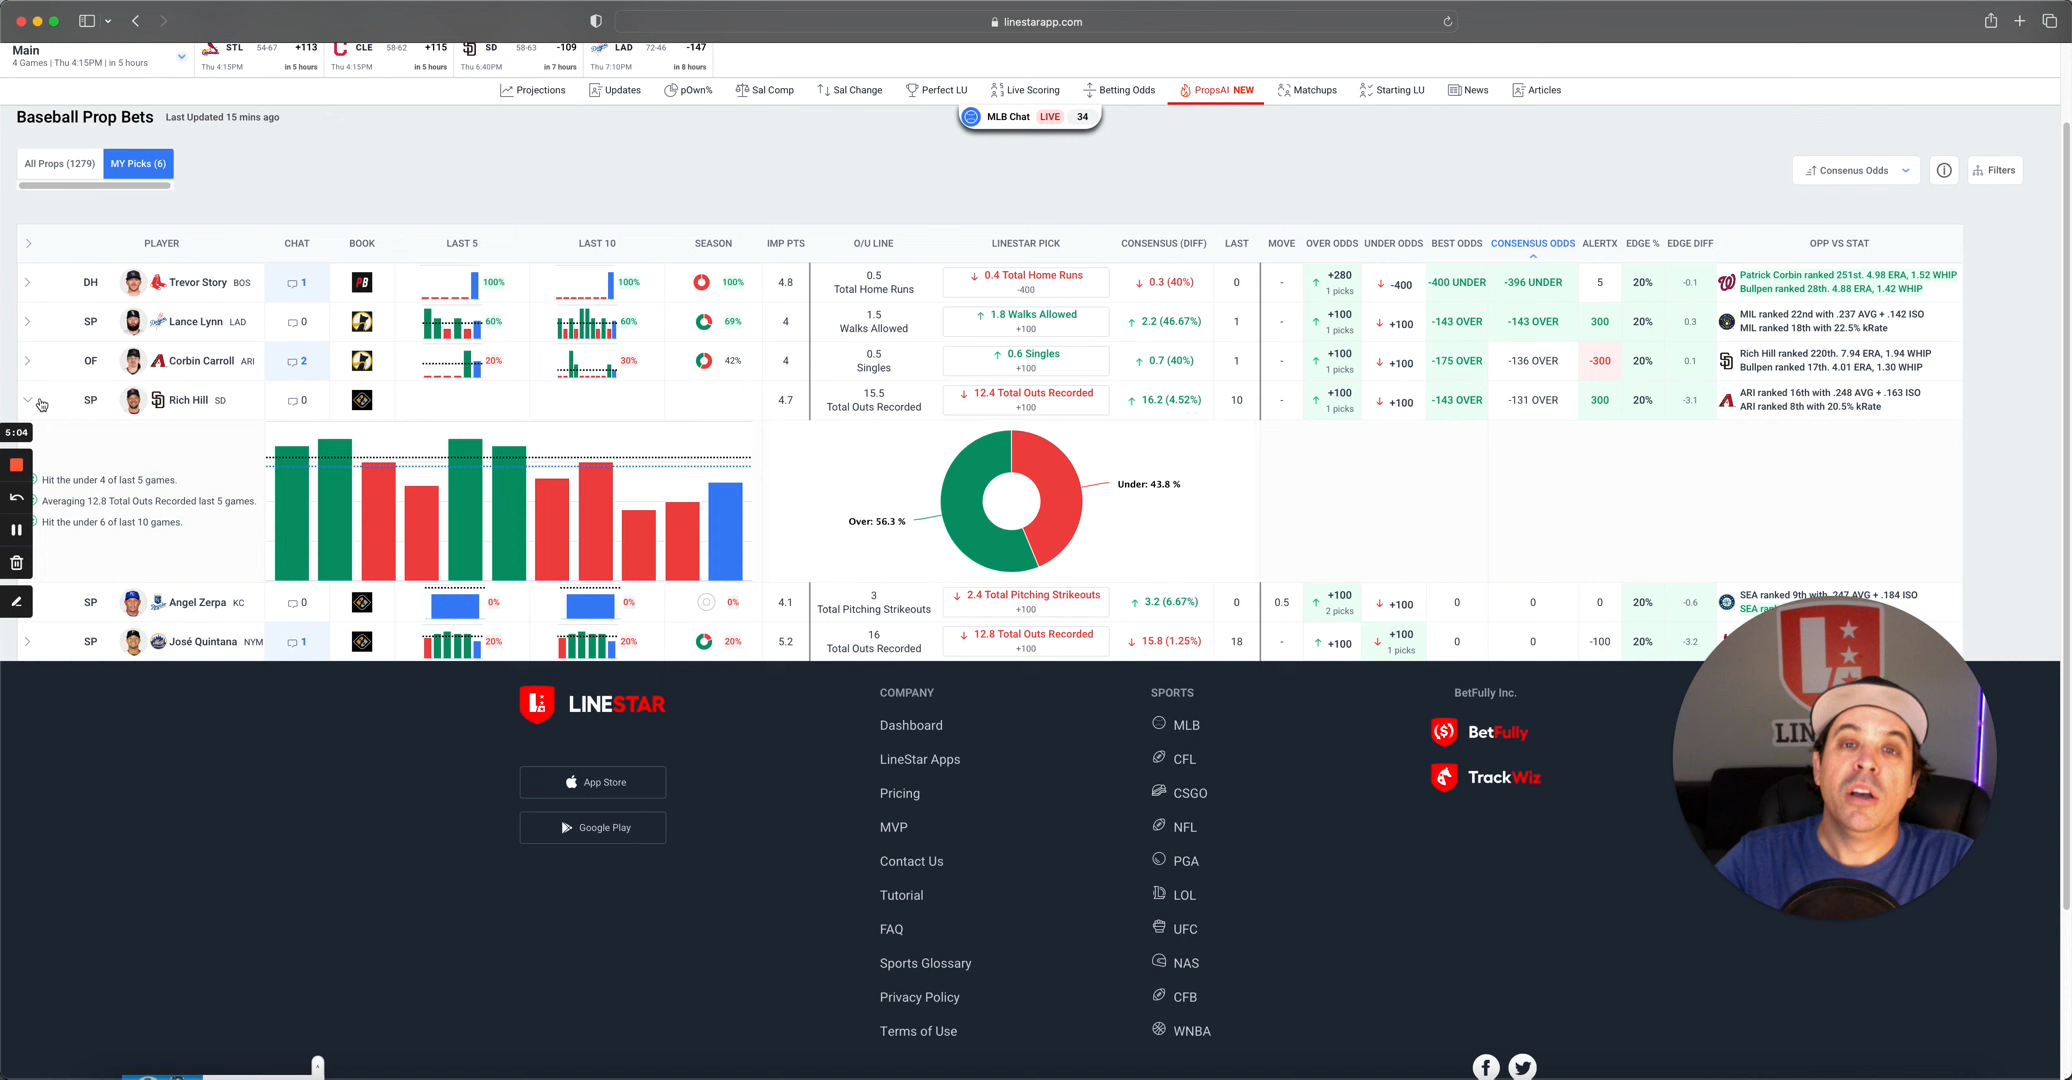 linestarapp.com
Main
4 Games | Thu 4:15PM | in 5 hours
STL 54-67 +113
Thu 4:15PM in 5 hours
CLE 58-62 +115
Thu 4:15PM in 5 hours
SD 58-63 -109
Thu 6:40PM in 7 hours
LAD 72-46 -147
Thu 7:10PM in 8 hours
Projections Updates pOwn% Sal Comp Sal Change Perfect LU Live Scoring Betting Odds PropsAI NEW Matchups Starting LU News Articles
Baseball Prop Bets Last Updated 15 mins ago
MLB Chat LIVE 34
All Props (1279) MY Picks (6)
Consenus Odds Filters
PLAYER CHAT BOOK LAST 5 LAST 10 SEASON IMP PTS O/U LINE LINESTAR PICK CONSENSUS (DIFF) LAST MOVE OVER ODDS UNDER ODDS BEST ODDS CONSENSUS ODDS ALERTX EDGE % EDGE DIFF OPP VS STAT
DH Trevor Story BOS 1 PB 100% 100% 100% 4.8 0.5 Total Home Runs 0.4 Total Home Runs -400 0.3 (40%) 0 - +280 1 picks -400 -400 UNDER -396 UNDER 5 20% -0.1 Patrick Corbin ranked 251st. 4.98 ERA, 1.52 WHIP
Bullpen ranked 28th. 4.88 ERA, 1.42 WHIP
SP Lance Lynn LAD 0 60% 60% 69% 4 1.5 Walks Allowed 1.8 Walks Allowed +100 2.2 (46.67%) 1 - +100 1 picks +100 -143 OVER -143 OVER 300 20% 0.3 MIL ranked 22nd with .237 AVG + .142 ISO
MIL ranked 18th with 22.5% kRate
OF Corbin Carroll ARI 2 20% 30% 42% 4 0.5 Singles 0.6 Singles +100 0.7 (40%) 1 - +100 1 picks +100 -175 OVER -136 OVER -300 20% 0.1 Rich Hill ranked 220th. 7.94 ERA, 1.94 WHIP
Bullpen ranked 17th. 4.01 ERA, 1.30 WHIP
SP Rich Hill SD 0 4.7 15.5 Total Outs Recorded 12.4 Total Outs Recorded +100 16.2 (4.52%) 10 - +100 1 picks +100 -143 OVER -131 OVER 300 20% -3.1 ARI ranked 16th with .248 AVG + .163 ISO
ARI ranked 8th with 20.5% kRate
5:04
Hit the under 4 of last 5 games.
Averaging 12.8 Total Outs Recorded last 5 games.
Hit the under 6 of last 10 games.
Under: 43.8 %
Over: 56.3 %
SP Angel Zerpa KC 0 0% 0% 0% 4.1 3 Total Pitching Strikeouts 2.4 Total Pitching Strikeouts +100 3.2 (6.67%) 0 0.5 +100 2 picks +100 0 0 0 20% -0.6 SEA ranked 9th with .247 AVG + .184 ISO
SEA
SP José Quintana NYM 1 20% 20% 20% 5.2 16 Total Outs Recorded 12.8 Total Outs Recorded +100 15.8 (1.25%) 18 - +100 +100 1 picks 0 0 -100 20% -3.2
LINESTAR
App Store
Google Play
COMPANY
Dashboard
LineStar Apps
Pricing
MVP
Contact Us
Tutorial
FAQ
Sports Glossary
Privacy Policy
Terms of Use
SPORTS
MLB
CFL
CSGO
NFL
PGA
LOL
UFC
NAS
CFB
WNBA
BetFully Inc.
BetFully
TrackWiz
LIN